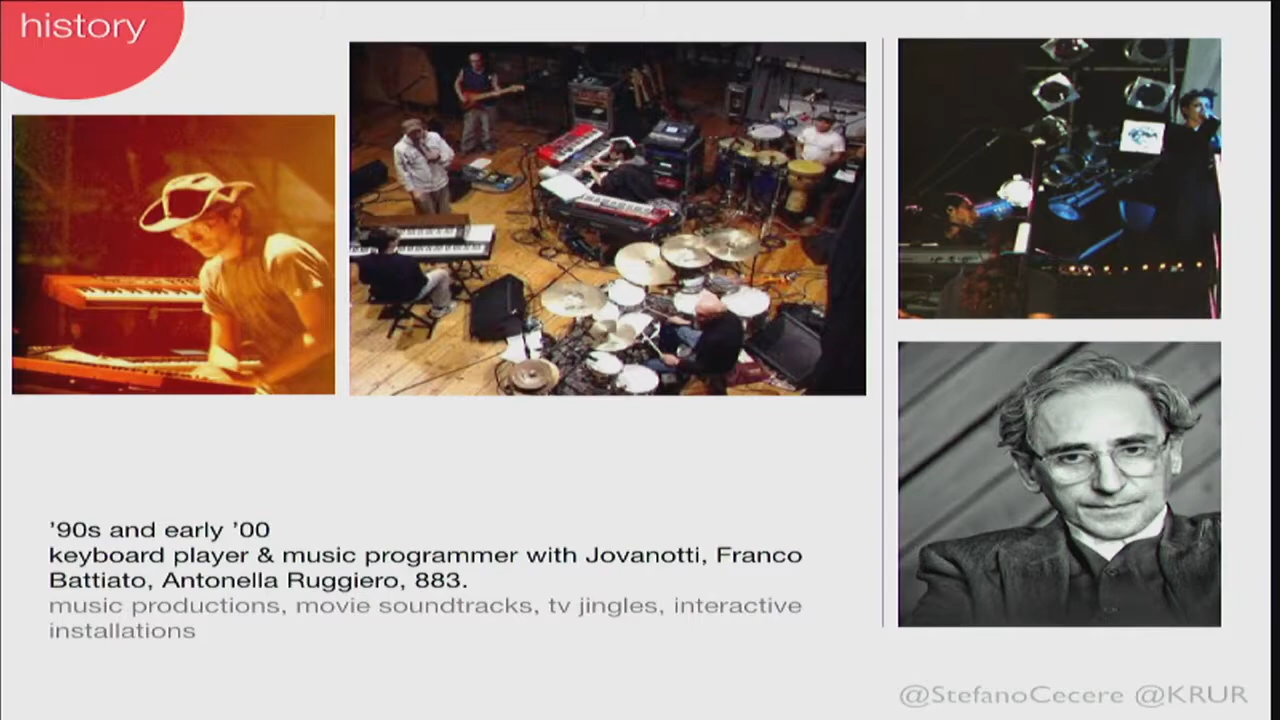 history
’90s and early ’00
keyboard player & music programmer with Jovanotti, Franco
Battiato, Antonella Ruggiero, 883.
music productions, movie soundtracks, tv jingles, interactive
installations
@StefanoCecere @KRUR